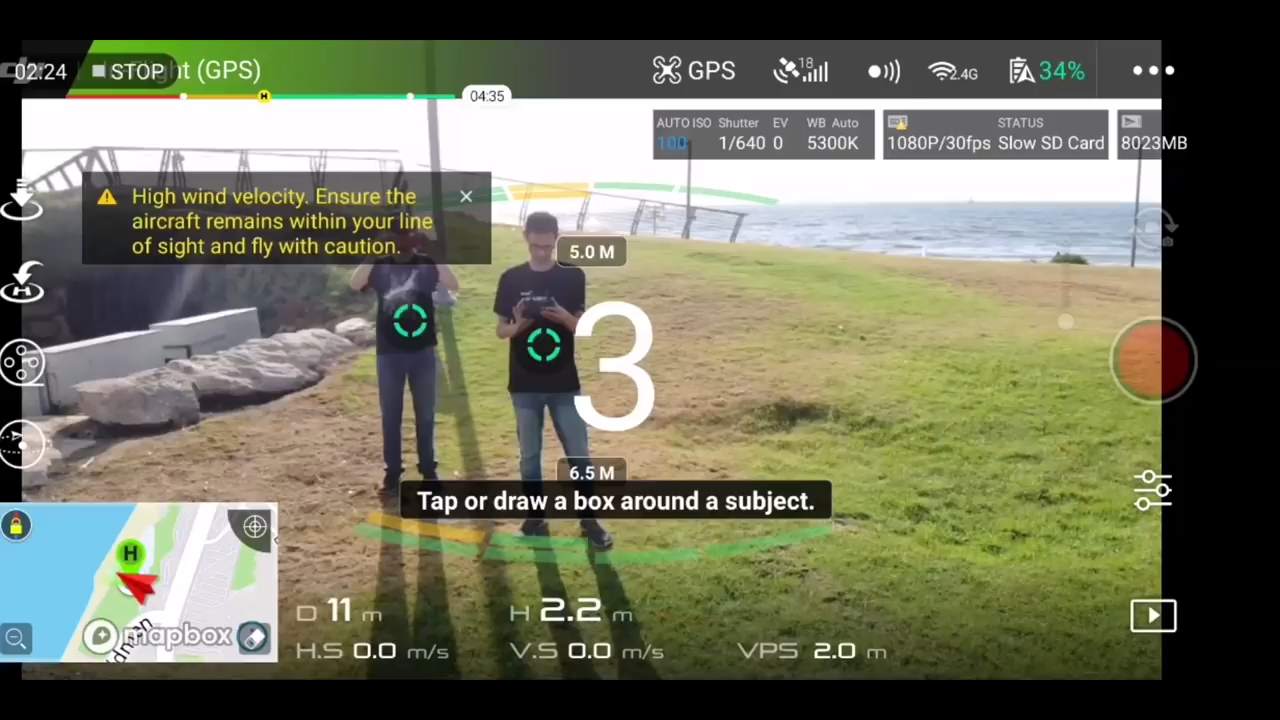 02:24
STOP
t (GPS)
GPS
18
2.4G
34%
04:35
H
AUTO ISO Shutter EV WB Auto
100 1/640 0 5300K
STATUS
1080P/30fps Slow SD Card
8023MB
High wind velocity. Ensure the
aircraft remains within your line
of sight and fly with caution.
5.0 M
3
6.5 M
Tap or draw a box around a subject.
H
mapbox
D 11 m
H 2.2 m
H.S 0.0 m/s
V.S 0.0 m/s
VPS 2.0 m